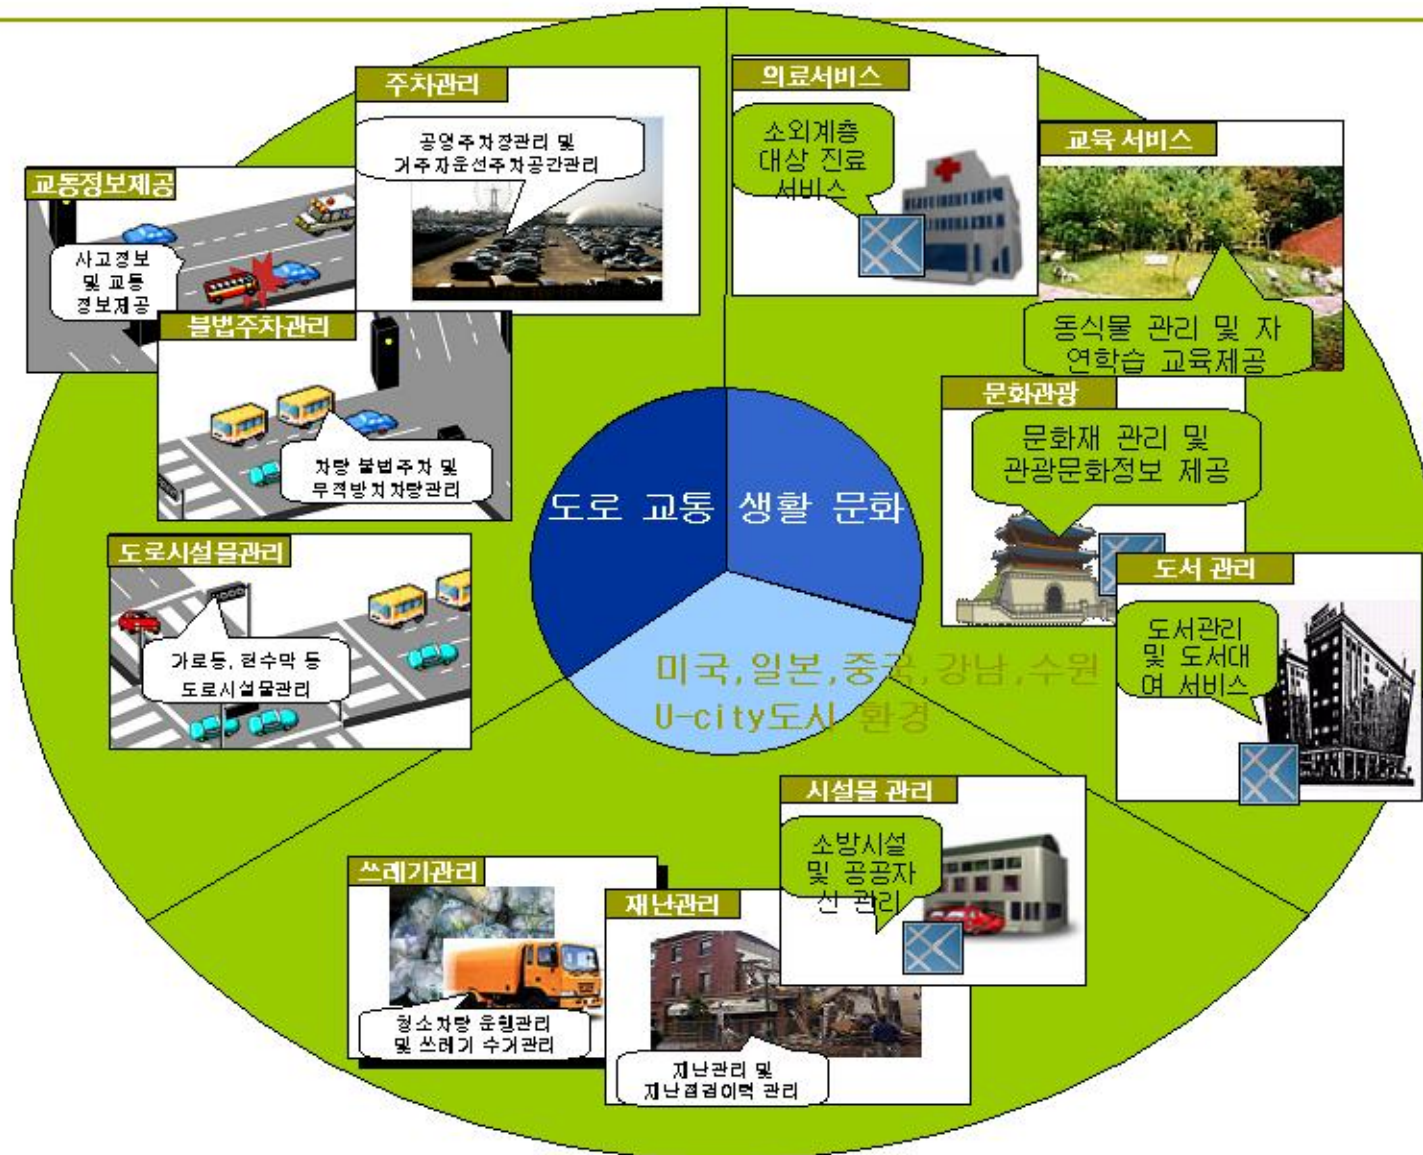 주차관리
공영주차장관리 및
거주자우선주차공간관리
교통정보제공
사고정보
및 교통
정보제공
불법주차관리
차량 불법주차 및
무적방치차량관리
도로시설물관리
가로등, 현수막 등
도로시설물관리
의료서비스
소외계층
대상 진료
서비스
교육 서비스
동식물 관리 및 자
연학습 교육제공
문화관광
문화재 관리 및
관광문화정보 제공
도서 관리
도서관리
및 도서대
여 서비스
도로 교통
생활 문화
미국,일본,중국,강남,수원
U-city도시 환경
시설물 관리
소방시설
및 공공자
산 관리
쓰레기관리
청소차량 운행관리
및 쓰레기 수거관리
재난관리
재난관리 및
재난점검이력 관리